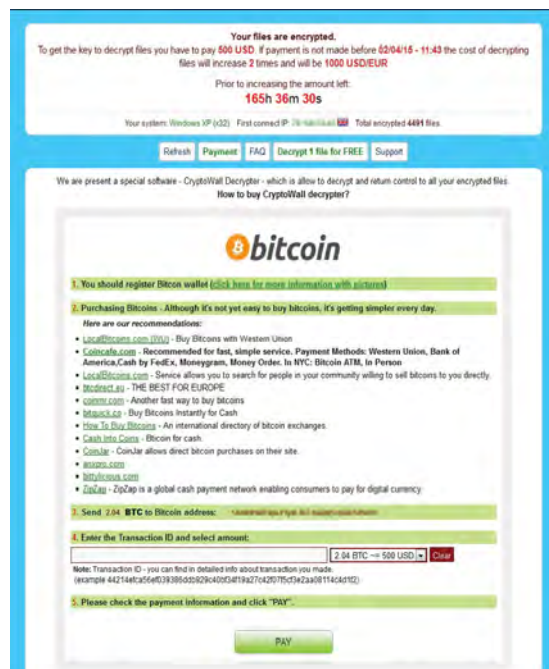 Your files are encrypted.
To get the key to decrypt files you have to pay 500 USD. If payment is not made before 02/04/15 - 11:43 the cost of decrypting
files will increase 2 times and will be 1000 USD/EUR
Prior to increasing the amount left:
165h 36m 30s
Your system: Windows XP (x32) First connect IP: Total encrypted 4491 files.
Refresh Payment FAQ Decrypt 1 file for FREE Support
We are present a special software - CryptoWall Decrypter - which is allow to decrypt and return control to all your encrypted files.
How to buy CryptoWall decrypter?
bitcoin
1. You should register Bitcon wallet (click here for more information with pictures)
2. Purchasing Bitcoins - Although it's not yet easy to buy bitcoins, it's getting simpler every day.
Here are our recommendations:
• LocalBitcoins.com (WU) - Buy Bitcoins with Western Union
• Coincafe.com - Recommended for fast, simple service. Payment Methods: Western Union, Bank of
America,Cash by FedEx, Moneygram, Money Order. In NYC: Bitcoin ATM, In Person
• LocalBitcoins.com - Service allows you to search for people in your community willing to sell bitcoins to you directly.
• btcdirect.eu - THE BEST FOR EUROPE
• coinrnr.com - Another fast way to buy bitcoins
• bitquick.co - Buy Bitcoins Instantly for Cash
• How To Buy Bitcoins - An international directory of bitcoin exchanges.
• Cash Into Coins - Bitcoin for cash.
• CoinJar - CoinJar allows direct bitcoin purchases on their site.
• anxpro.com
• bittylicious.com
• ZipZap - ZipZap is a global cash payment network enabling consumers to pay for digital currency.
3. Send 2.04 BTC to Bitcoin address:
4. Enter the Transaction ID and select amount:
2.04 BTC ~= 500 USD Clear
Note: Transaction ID - you can find in detailed info about transaction you made.
(example
5. Please check the payment information and click "PAY".
PAY